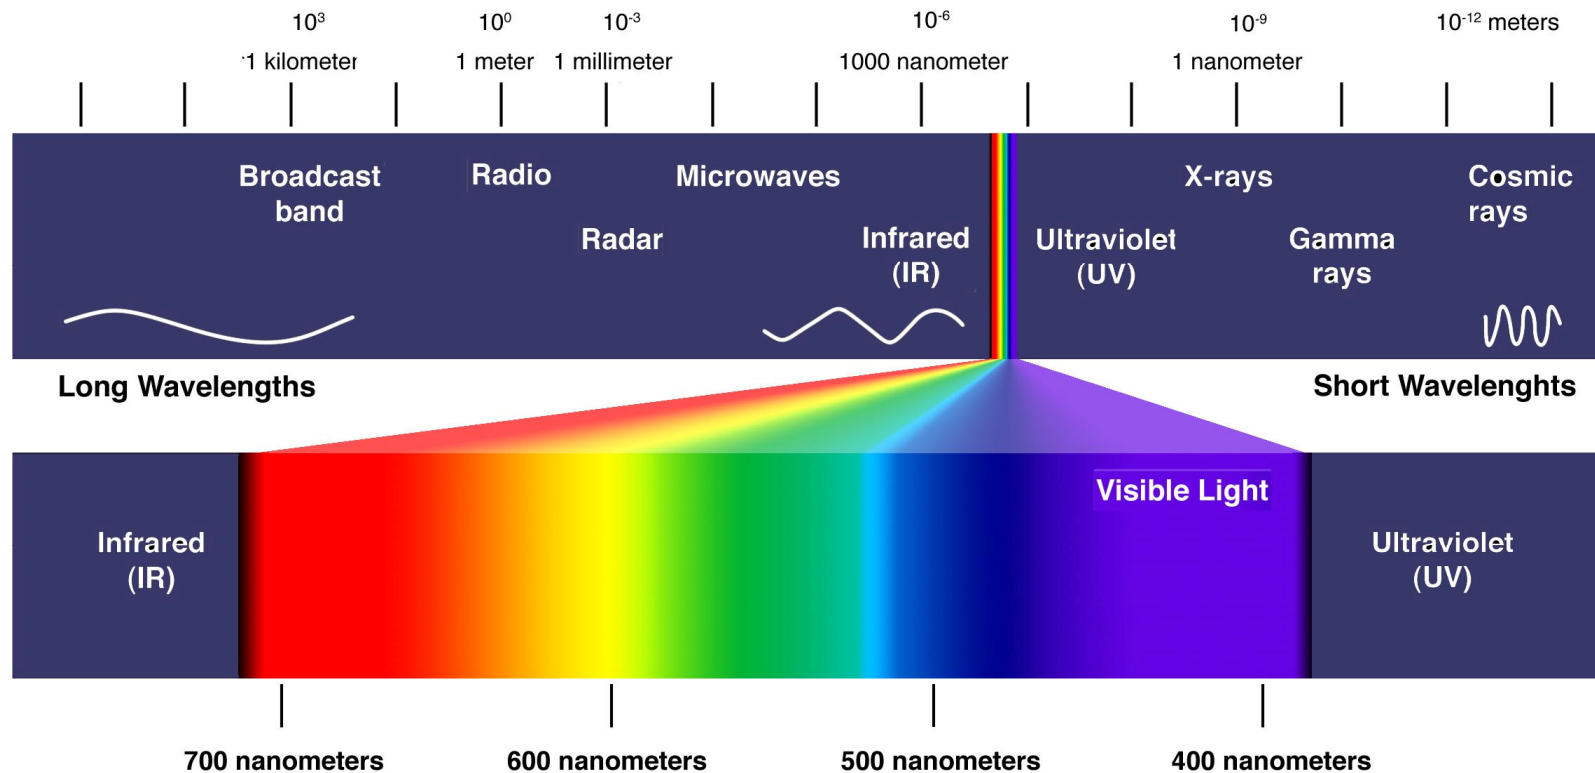 10³ 10⁰ 10⁻³ 10⁻⁶ 10⁻⁹ 10⁻¹² meters
1 kilometer 1 meter 1 millimeter 1000 nanometer 1 nanometer
Broadcast
band
Radio
Radar
Microwaves
Infrared
(IR)
Ultraviolet
(UV)
X-rays
Gamma
rays
Cosmic
rays
Long Wavelengths
Short Wavelenghts
Infrared
(IR)
Visible Light
Ultraviolet
(UV)
700 nanometers 600 nanometers 500 nanometers 400 nanometers